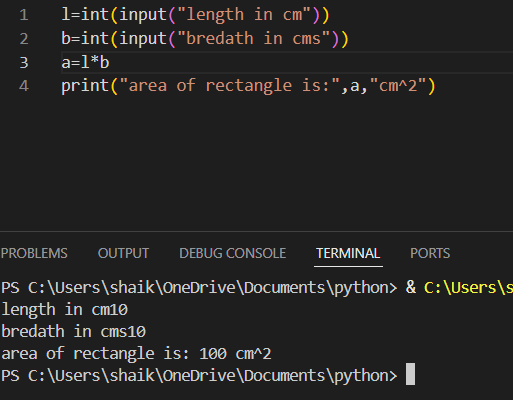 1 l=int(input("length in cm"))
2 b=int(input("bredath in cms"))
3 a=l*b
4 print("area of rectangle is:",a,"cm^2")
PROBLEMS OUTPUT DEBUG CONSOLE TERMINAL PORTS
PS C:\Users\shaik\OneDrive\Documents\python> & C:\Users\s
length in cm10
bredath in cms10
area of rectangle is: 100 cm^2
PS C:\Users\shaik\OneDrive\Documents\python>